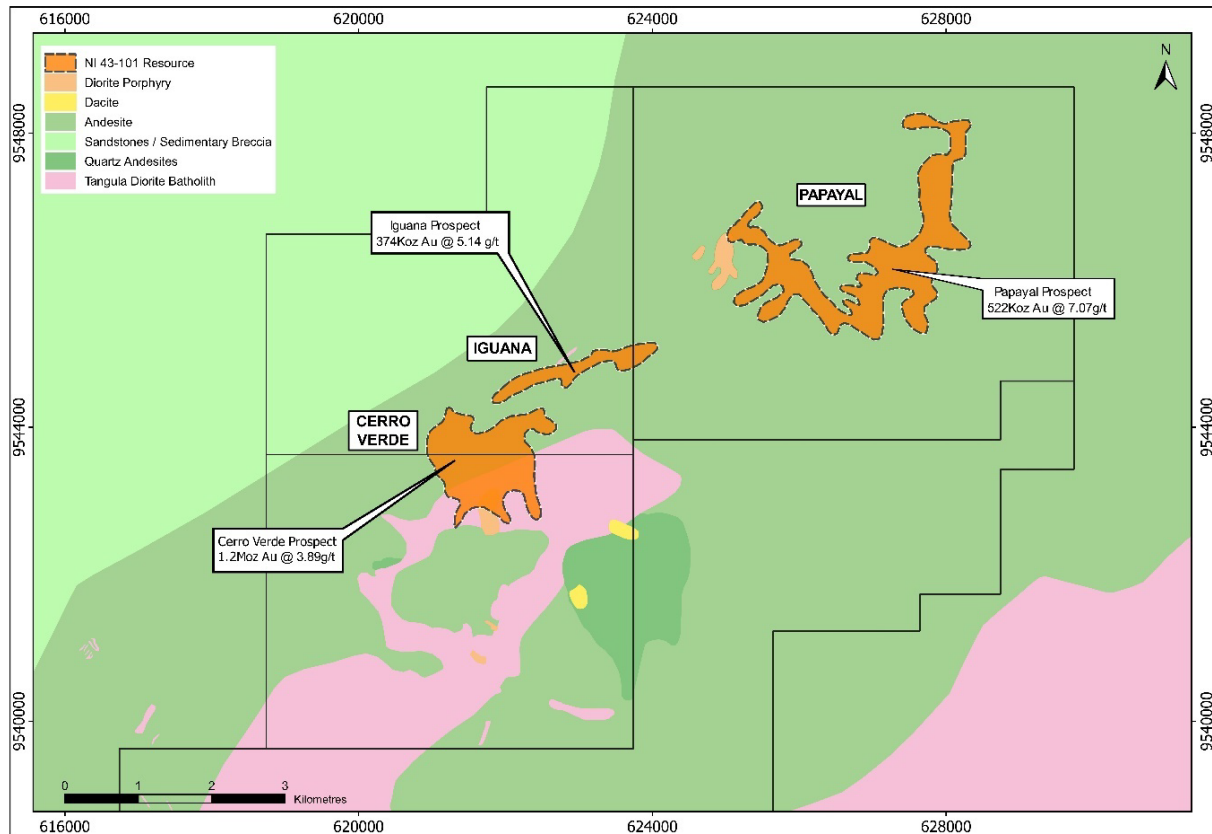 616000
620000
624000
628000
N
NI 43-101 Resource
Diorite Porphyry
Dacite
Andesite
Sandstones / Sedimentary Breccia
Quartz Andesites
Tangula Diorite Batholith
9548000
9548000
PAPAYAL
Iguana Prospect
374Koz Au @ 5.14 g/t
Papayal Prospect
522Koz Au @ 7.07g/t
IGUANA
CERRO
VERDE
9544000
9544000
Cerro Verde Prospect
1.2Moz Au @ 3.89g/t
9540000
9540000
0
1
2
3
Kilometres
616000
620000
624000
628000